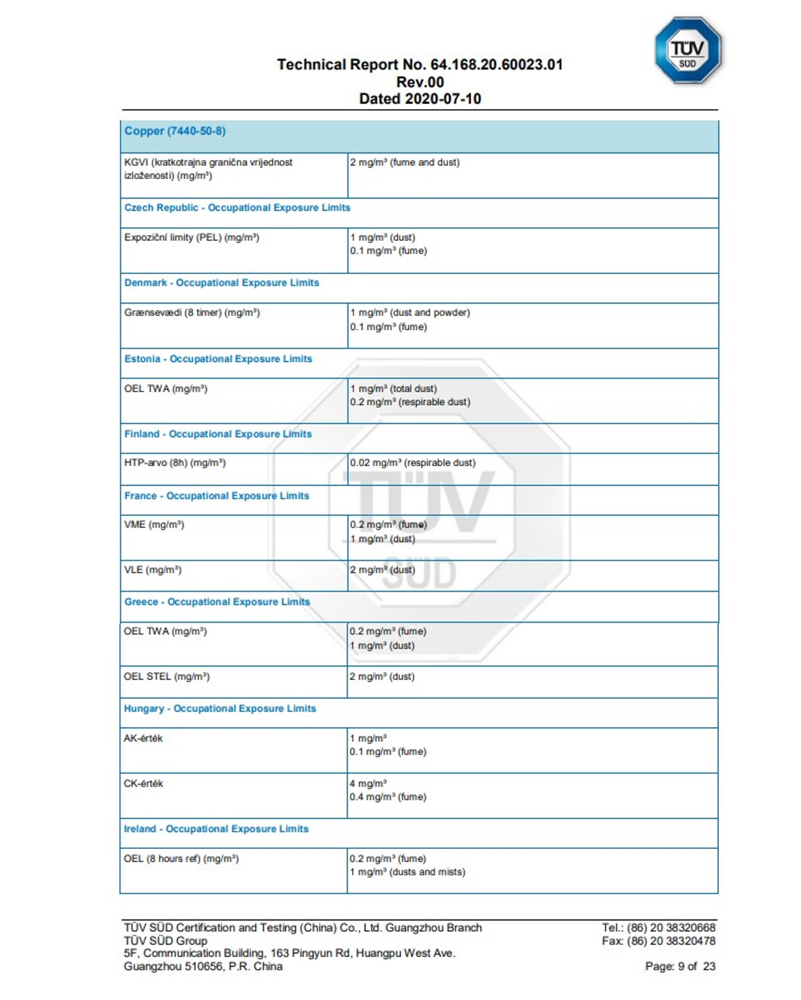 TÜV
SÜD
Technical Report No. 64.168.20.60023.01
Rev.00
Dated 2020-07-10
Copper (7440-50-8)
KGVI (kratkotrajna granična vrijednost
izloženosti) (mg/m³)
2 mg/m³ (fume and dust)
Czech Republic - Occupational Exposure Limits
Expoziční limity (PEL) (mg/m³)
1 mg/m³ (dust)
0.1 mg/m³ (fume)
Denmark - Occupational Exposure Limits
Grænsevædi (8 timer) (mg/m³)
1 mg/m³ (dust and powder)
0.1 mg/m³ (fume)
Estonia - Occupational Exposure Limits
OEL TWA (mg/m³)
1 mg/m³ (total dust)
0.2 mg/m³ (respirable dust)
Finland - Occupational Exposure Limits
HTP-arvo (8h) (mg/m³)
0.02 mg/m³ (respirable dust)
France - Occupational Exposure Limits
VME (mg/m³)
0.2 mg/m³ (fume)
1 mg/m³ (dust)
VLE (mg/m³)
2 mg/m³ (dust)
TÜV
SÜD
Greece - Occupational Exposure Limits
OEL TWA (mg/m³)
0.2 mg/m³ (fume)
1 mg/m³ (dust)
OEL STEL (mg/m³)
2 mg/m³ (dust)
Hungary - Occupational Exposure Limits
AK-érték
1 mg/m³
0.1 mg/m³ (fume)
CK-érték
4 mg/m³
0.4 mg/m³ (fume)
Ireland - Occupational Exposure Limits
OEL (8 hours ref) (mg/m³)
0.2 mg/m³ (fume)
1 mg/m³ (dusts and mists)
TÜV SÜD Certification and Testing (China) Co., Ltd. Guangzhou Branch
TÜV SÜD Group
5F, Communication Building, 163 Pingyun Rd, Huangpu West Ave.
Guangzhou 510656, P.R. China
Tel.: (86) 20 38320668
Fax: (86) 20 38320478
Page: 9 of 23